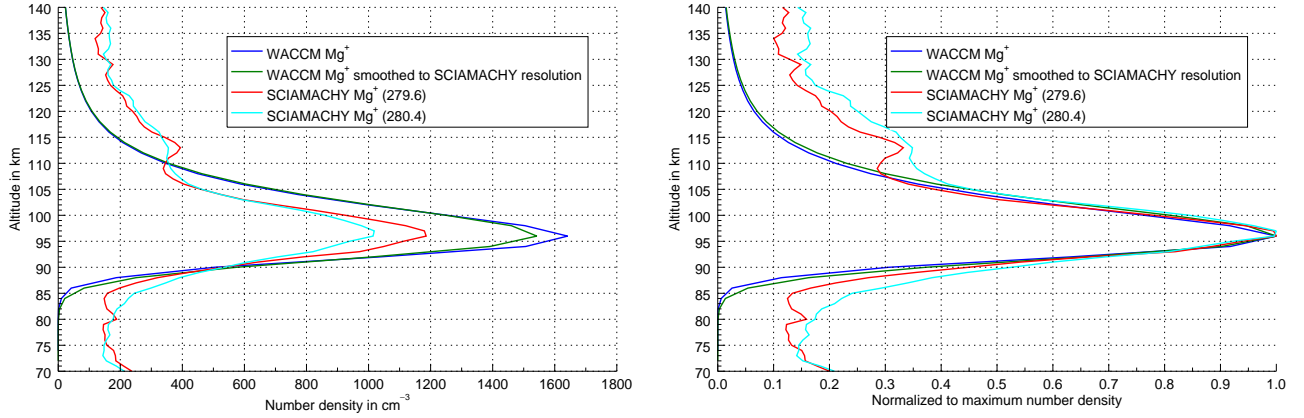 140
135
130
125
120
115
110
105
100
95
90
85
80
75
70
Altitude in km
0 200 400 600 800 1000 1200 1400 1600 1800
Number density in cm⁻³
WACCM Mg⁺
WACCM Mg⁺ smoothed to SCIAMACHY resolution
SCIAMACHY Mg⁺ (279.6)
SCIAMACHY Mg⁺ (280.4)
140
135
130
125
120
115
110
105
100
95
90
85
80
75
70
Altitude in km
0.0 0.1 0.2 0.3 0.4 0.5 0.6 0.7 0.8 0.9 1.0
Normalized to maximum number density
WACCM Mg⁺
WACCM Mg⁺ smoothed to SCIAMACHY resolution
SCIAMACHY Mg⁺ (279.6)
SCIAMACHY Mg⁺ (280.4)